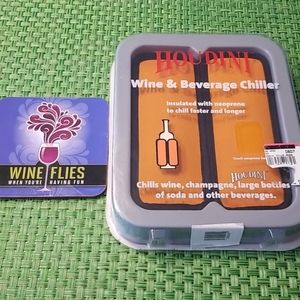 WINE FLIES
WHEN YOU'RE HAVING FUN
HOUDINI
Wine & Beverage Chiller
Insulated with neoprene
to chill faster and longer
HOUDINI
Chills wine, champagne, large bottles
of soda and other beverages.